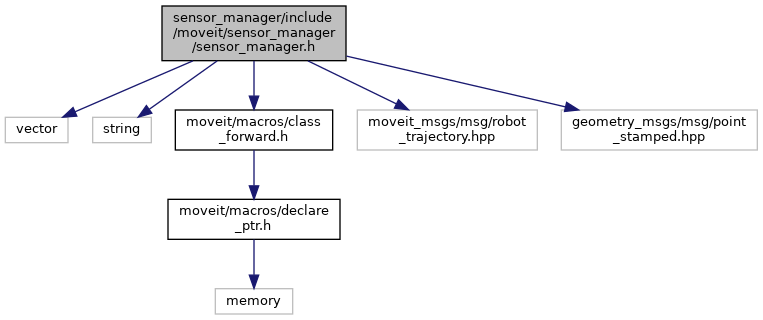 sensor_manager/include
/moveit/sensor_manager
/sensor_manager.h
vector
string
moveit/macros/class
_forward.h
moveit_msgs/msg/robot
_trajectory.hpp
geometry_msgs/msg/point
_stamped.hpp
moveit/macros/declare
_ptr.h
memory